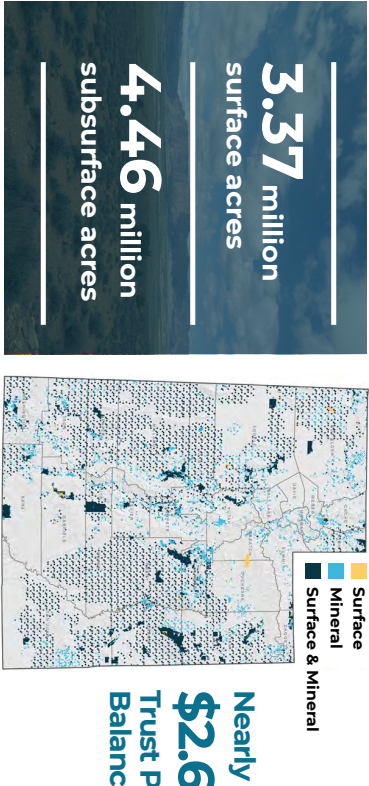 3.37 million
surface acres
4.46 million
subsurface acres
Surface
Mineral
Surface & Mineral
Nearly
$2.6
Trust P
Balanc